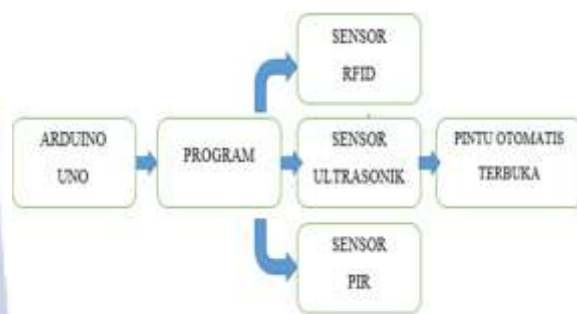 SENSOR
RFID
ARDUINO
UNO
PROGRAM
SENSOR
ULTRASONIK
PINTU OTOMATIS
TERBUKA
SENSOR
PIR